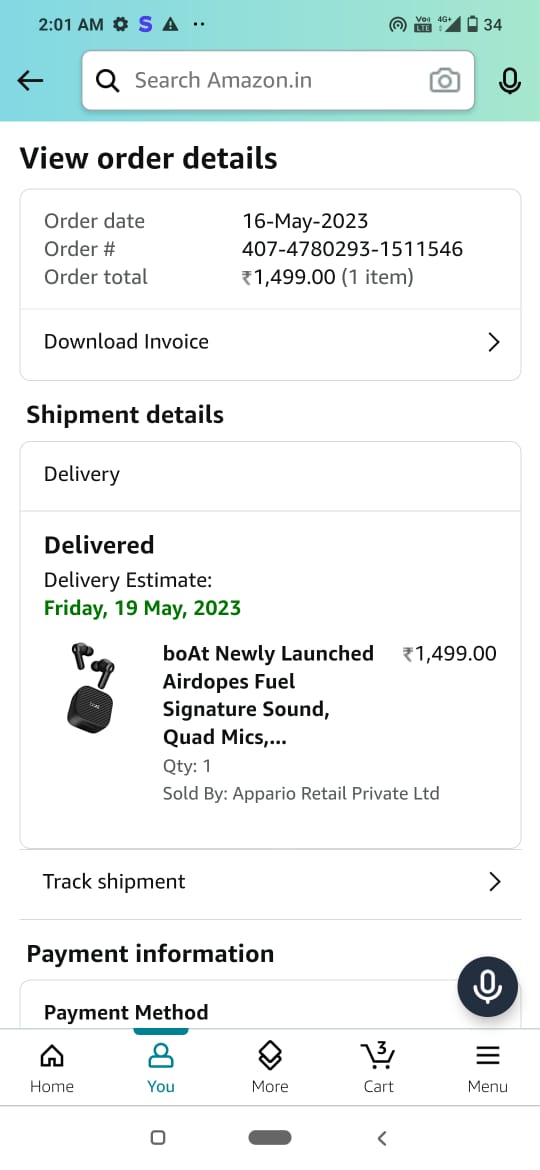 2:01 AM
Vo)
LTE
4G+
34
Search Amazon.in
View order details
Order date 16-May-2023
Order # 407-4780293-1511546
Order total ₹1,499.00 (1 item)
Download Invoice
Shipment details
Delivery
Delivered
Delivery Estimate:
Friday, 19 May, 2023
boAt Newly Launched ₹1,499.00
Airdopes Fuel
Signature Sound,
Quad Mics,...
Qty: 1
Sold By: Appario Retail Private Ltd
Track shipment
Payment information
Payment Method
3
Home You More Cart Menu